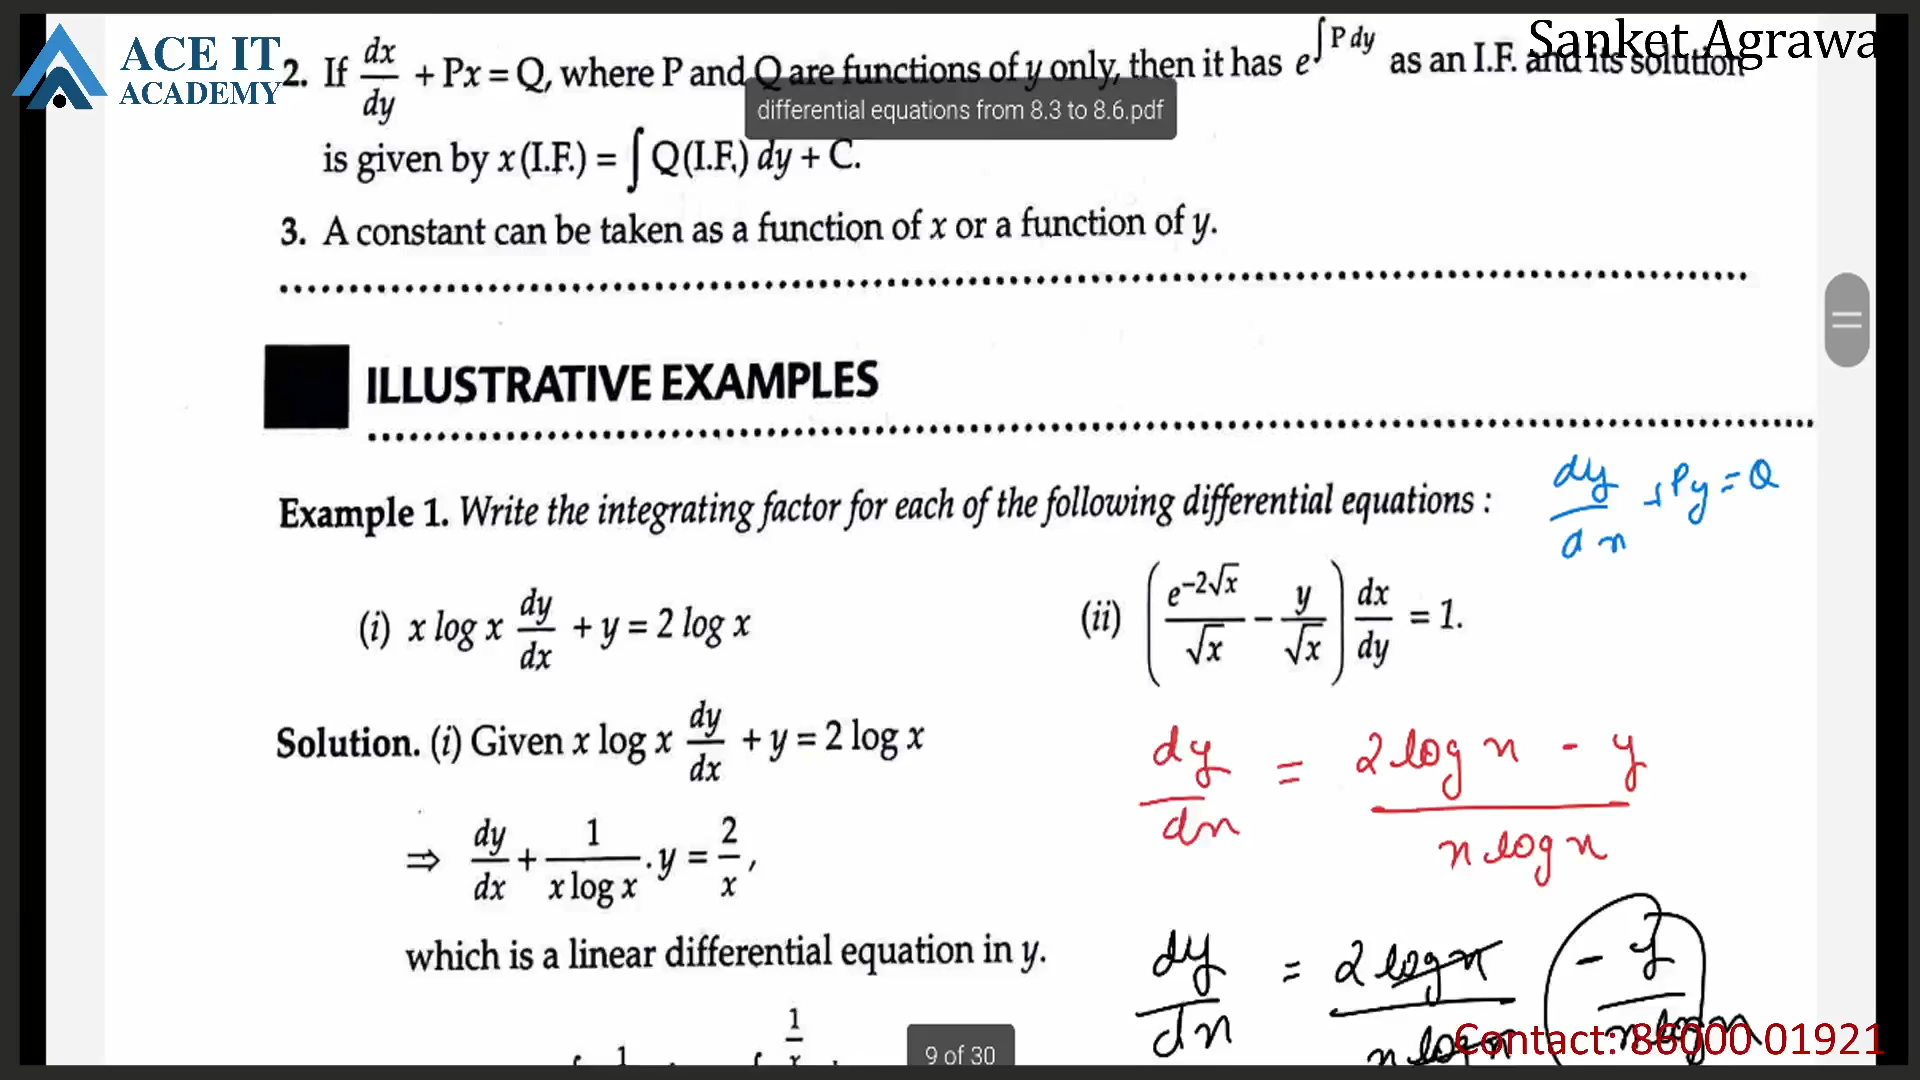 ACE IT
ACADEMY
Sanket Agrawa
2. If dx/dy + Px = Q, where P and Q are functions of y only, then it has e^∫P dy as an I.F. and its solution
differential equations from 8.3 to 8.6.pdf
is given by x (I.F.) = ∫ Q (I.F.) dy + C.
3. A constant can be taken as a function of x or a function of y.
ILLUSTRATIVE EXAMPLES
Example 1. Write the integrating factor for each of the following differential equations :
dy/dx + Py = Q
(i) x log x dy/dx + y = 2 log x
(ii) (e^(−2√x)/√x − y/√x) dx/dy = 1.
Solution. (i) Given x log x dy/dx + y = 2 log x
dy/dx = (2 log x − y)/(x log x)
⇒ dy/dx + 1/(x log x) . y = 2/x ,
which is a linear differential equation in y.
dy/dx = 2 log x/(x log x) − y/(x log x)
9 of 30
Contact: 86000 01921